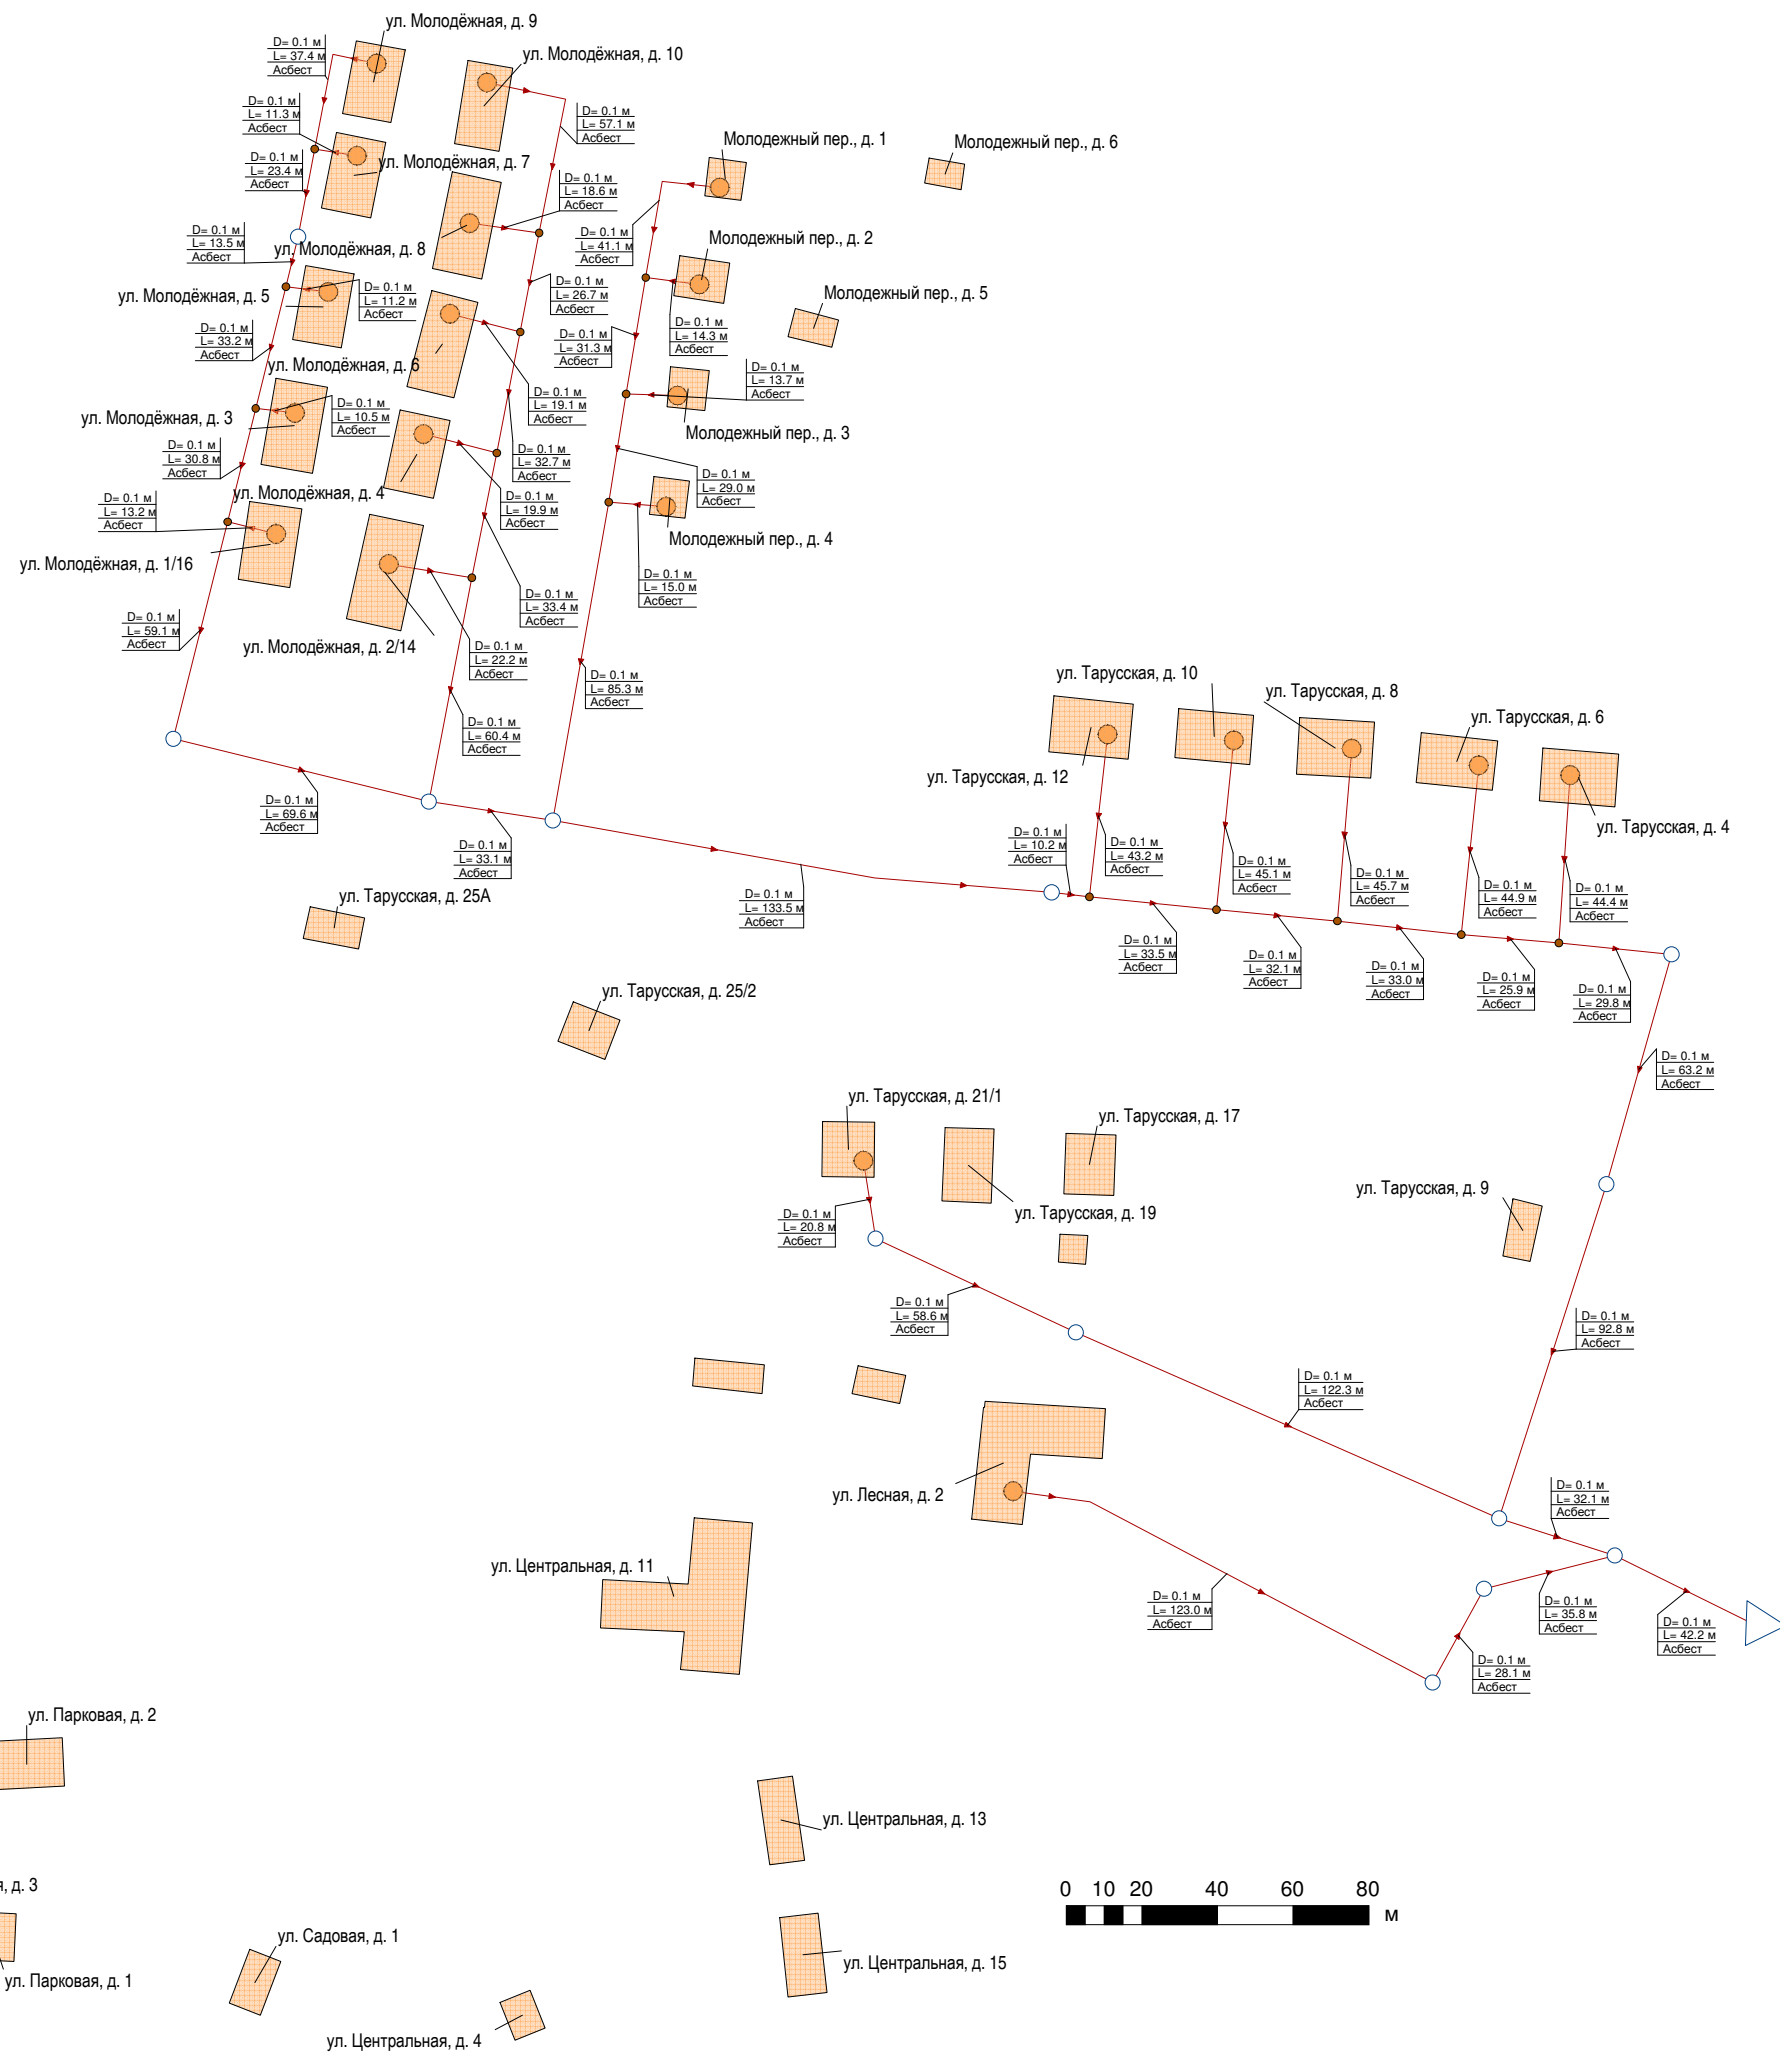 ул. Молодёжная, д. 9
D= 0.1 м
L= 37.4 м
Асбест
ул. Молодёжная, д. 10
D= 0.1 м
L= 11.3 м
Асбест
D= 0.1 м
L= 57.1 м
Асбест
Молодежный пер., д. 1
Молодежный пер., д. 6
D= 0.1 м
L= 23.4 м
Асбест
ул. Молодёжная, д. 7
D= 0.1 м
L= 18.6 м
Асбест
D= 0.1 м
L= 13.5 м
Асбест
ул. Молодёжная, д. 8
D= 0.1 м
L= 41.1 м
Асбест
Молодежный пер., д. 2
ул. Молодёжная, д. 5
D= 0.1 м
L= 11.2 м
Асбест
D= 0.1 м
L= 26.7 м
Асбест
Молодежный пер., д. 5
D= 0.1 м
L= 33.2 м
Асбест
D= 0.1 м
L= 31.3 м
Асбест
D= 0.1 м
L= 14.3 м
Асбест
ул. Молодёжная, д. 6
D= 0.1 м
L= 13.7 м
Асбест
ул. Молодёжная, д. 3
D= 0.1 м
L= 10.5 м
Асбест
D= 0.1 м
L= 19.1 м
Асбест
Молодежный пер., д. 3
D= 0.1 м
L= 30.8 м
Асбест
D= 0.1 м
L= 32.7 м
Асбест
D= 0.1 м
L= 29.0 м
Асбест
D= 0.1 м
L= 13.2 м
Асбест
ул. Молодёжная, д. 4
D= 0.1 м
L= 19.9 м
Асбест
Молодежный пер., д. 4
ул. Молодёжная, д. 1/16
D= 0.1 м
L= 15.0 м
Асбест
D= 0.1 м
L= 33.4 м
Асбест
D= 0.1 м
L= 59.1 м
Асбест
ул. Молодёжная, д. 2/14
D= 0.1 м
L= 22.2 м
Асбест
D= 0.1 м
L= 85.3 м
Асбест
ул. Тарусская, д. 10
ул. Тарусская, д. 8
ул. Тарусская, д. 6
D= 0.1 м
L= 60.4 м
Асбест
ул. Тарусская, д. 12
D= 0.1 м
L= 69.6 м
Асбест
ул. Тарусская, д. 4
D= 0.1 м
L= 33.1 м
Асбест
D= 0.1 м
L= 10.2 м
Асбест
D= 0.1 м
L= 43.2 м
Асбест
D= 0.1 м
L= 45.1 м
Асбест
D= 0.1 м
L= 45.7 м
Асбест
D= 0.1 м
L= 44.9 м
Асбест
D= 0.1 м
L= 44.4 м
Асбест
ул. Тарусская, д. 25А
D= 0.1 м
L= 133.5 м
Асбест
D= 0.1 м
L= 33.5 м
Асбест
D= 0.1 м
L= 32.1 м
Асбест
D= 0.1 м
L= 33.0 м
Асбест
D= 0.1 м
L= 25.9 м
Асбест
D= 0.1 м
L= 29.8 м
Асбест
ул. Тарусская, д. 25/2
D= 0.1 м
L= 63.2 м
Асбест
ул. Тарусская, д. 21/1
ул. Тарусская, д. 17
ул. Тарусская, д. 9
D= 0.1 м
L= 20.8 м
Асбест
ул. Тарусская, д. 19
D= 0.1 м
L= 58.6 м
Асбест
D= 0.1 м
L= 92.8 м
Асбест
D= 0.1 м
L= 122.3 м
Асбест
ул. Лесная, д. 2
D= 0.1 м
L= 32.1 м
Асбест
ул. Центральная, д. 11
D= 0.1 м
L= 123.0 м
Асбест
D= 0.1 м
L= 35.8 м
Асбест
D= 0.1 м
L= 42.2 м
Асбест
D= 0.1 м
L= 28.1 м
Асбест
ул. Парковая, д. 2
ул. Центральная, д. 13
я, д. 3
0 10 20 40 60 80
м
ул. Садовая, д. 1
ул. Центральная, д. 15
ул. Парковая, д. 1
ул. Центральная, д. 4